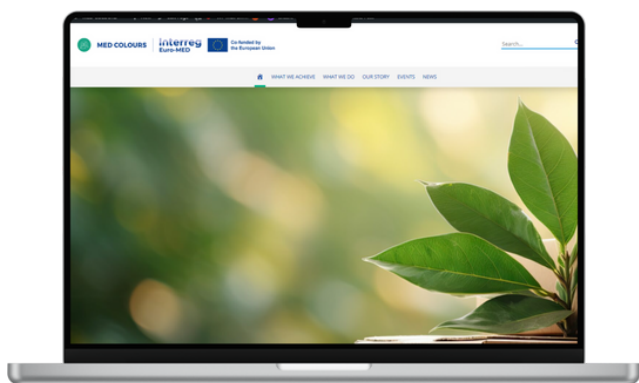 MED COLOURS
Interreg
Euro-MED
Co-funded by
the European Union
Search...
WHAT WE ACHIEVE WHAT WE DO OUR STORY EVENTS NEWS